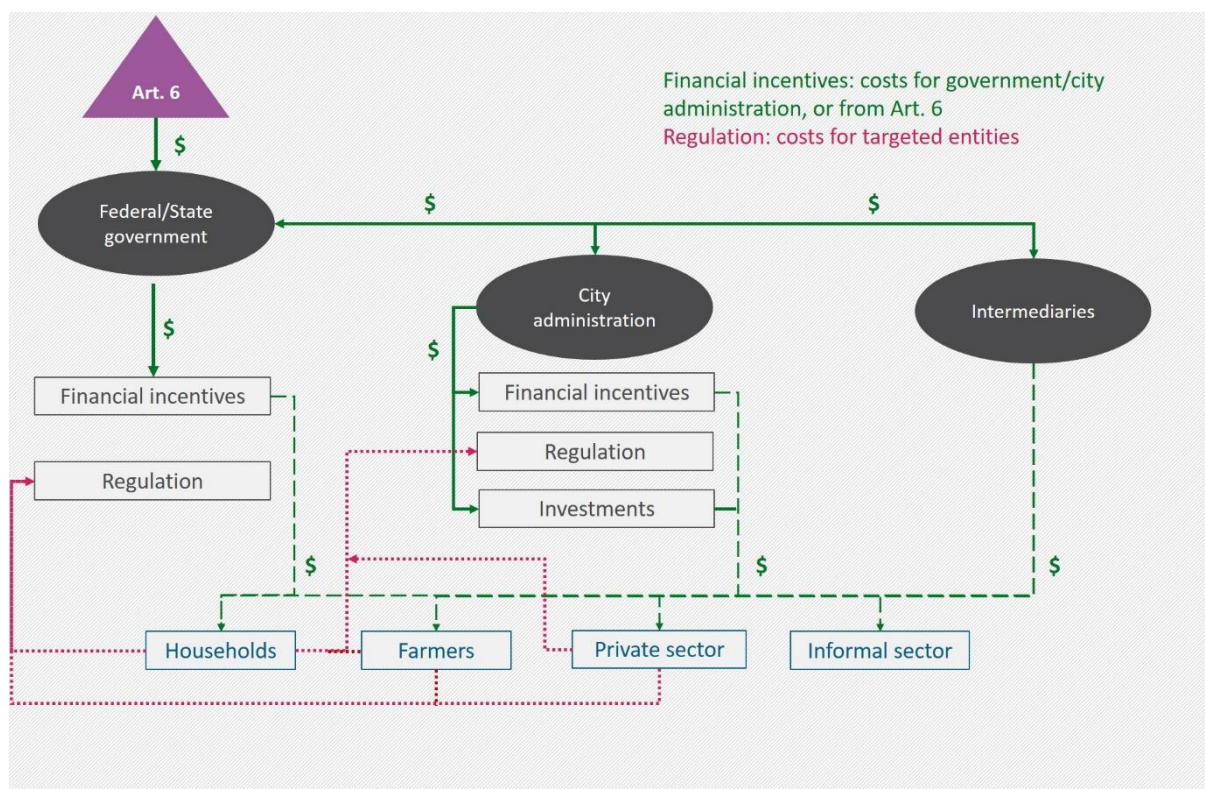 Art. 6
Financial incentives: costs for government/city
administration, or from Art. 6
Regulation: costs for targeted entities
$
Federal/State
government
$
$
City
administration
Intermediaries
$
$
Financial incentives
Financial incentives
Regulation
Regulation
Investments
$
$
$
Households
Farmers
Private sector
Informal sector